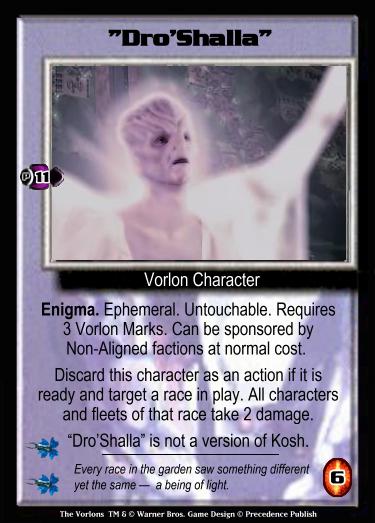 "Dro'Shalla"
P 11
Vorlon Character
Enigma. Ephemeral. Untouchable. Requires
3 Vorlon Marks. Can be sponsored by
Non-Aligned factions at normal cost.
Discard this character as an action if it is
ready and target a race in play. All characters
and fleets of that race take 2 damage.
"Dro'Shalla" is not a version of Kosh.
Every race in the garden saw something different
yet the same — a being of light.
6
The Vorlons TM & © Warner Bros. Game Design © Precedence Publish